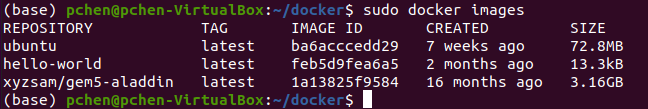 (base) pchen@pchen-VirtualBox:~/docker$ sudo docker images
REPOSITORY TAG IMAGE ID CREATED SIZE
ubuntu latest ba6acccedd29 7 weeks ago 72.8MB
hello-world latest feb5d9fea6a5 2 months ago 13.3kB
xyzsam/gem5-aladdin latest 1a13825f9584 16 months ago 3.16GB
(base) pchen@pchen-VirtualBox:~/docker$